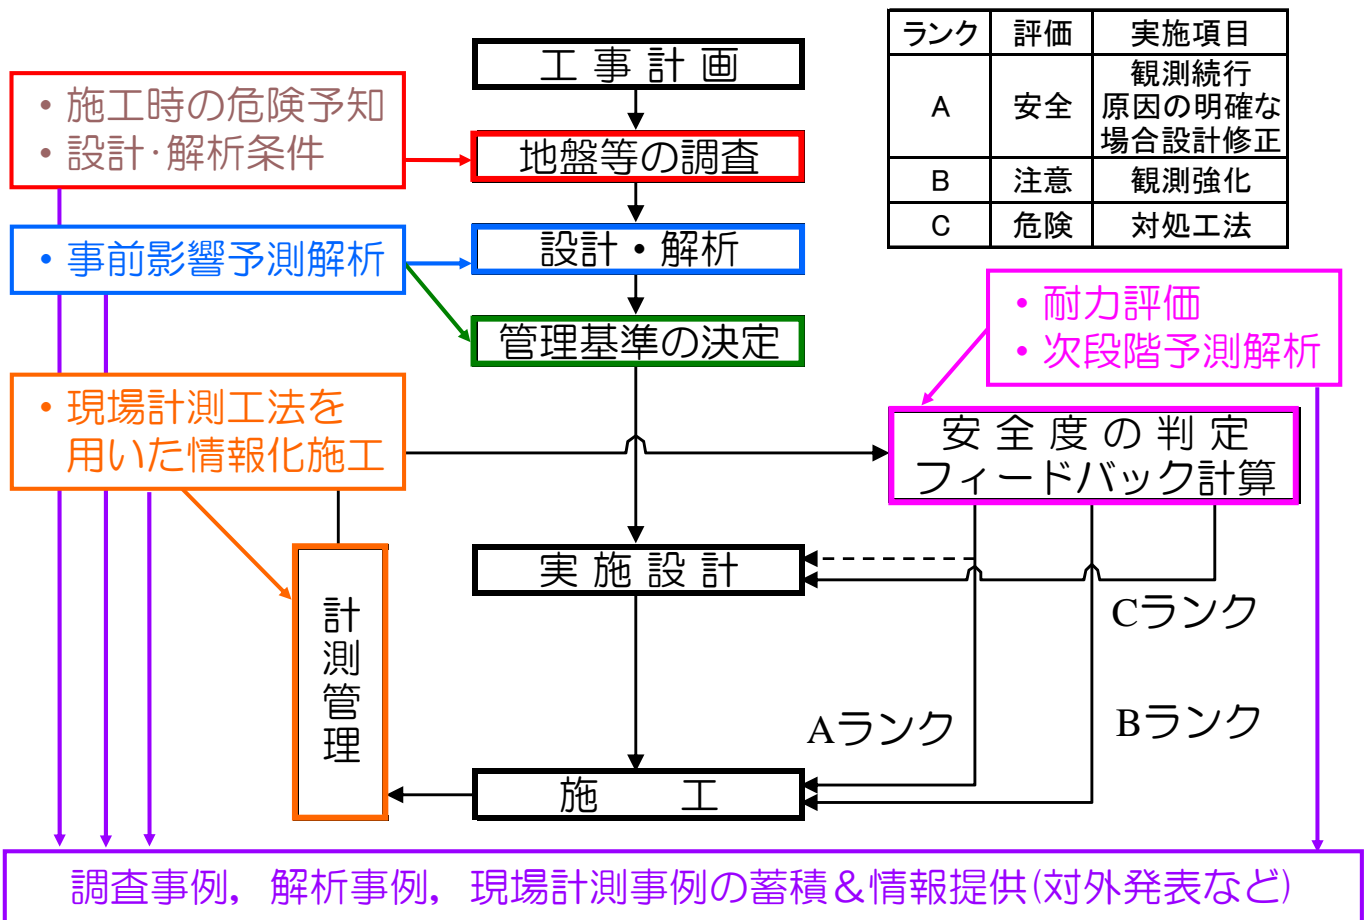 工事計画
ランク 評価 実施項目
A 安全 観測続行
原因の明確な
場合設計修正
B 注意 観測強化
C 危険 対処工法
・施工時の危険予知
・設計・解析条件
地盤等の調査
・事前影響予測解析
設計・解析
管理基準の決定
・耐力評価
・次段階予測解析
・現場計測工法を
用いた情報化施工
安全度の判定
フィードバック計算
実施設計
計測管理
Cランク
Aランク
Bランク
施 工
調査事例，解析事例，現場計測事例の蓄積＆情報提供(対外発表など)